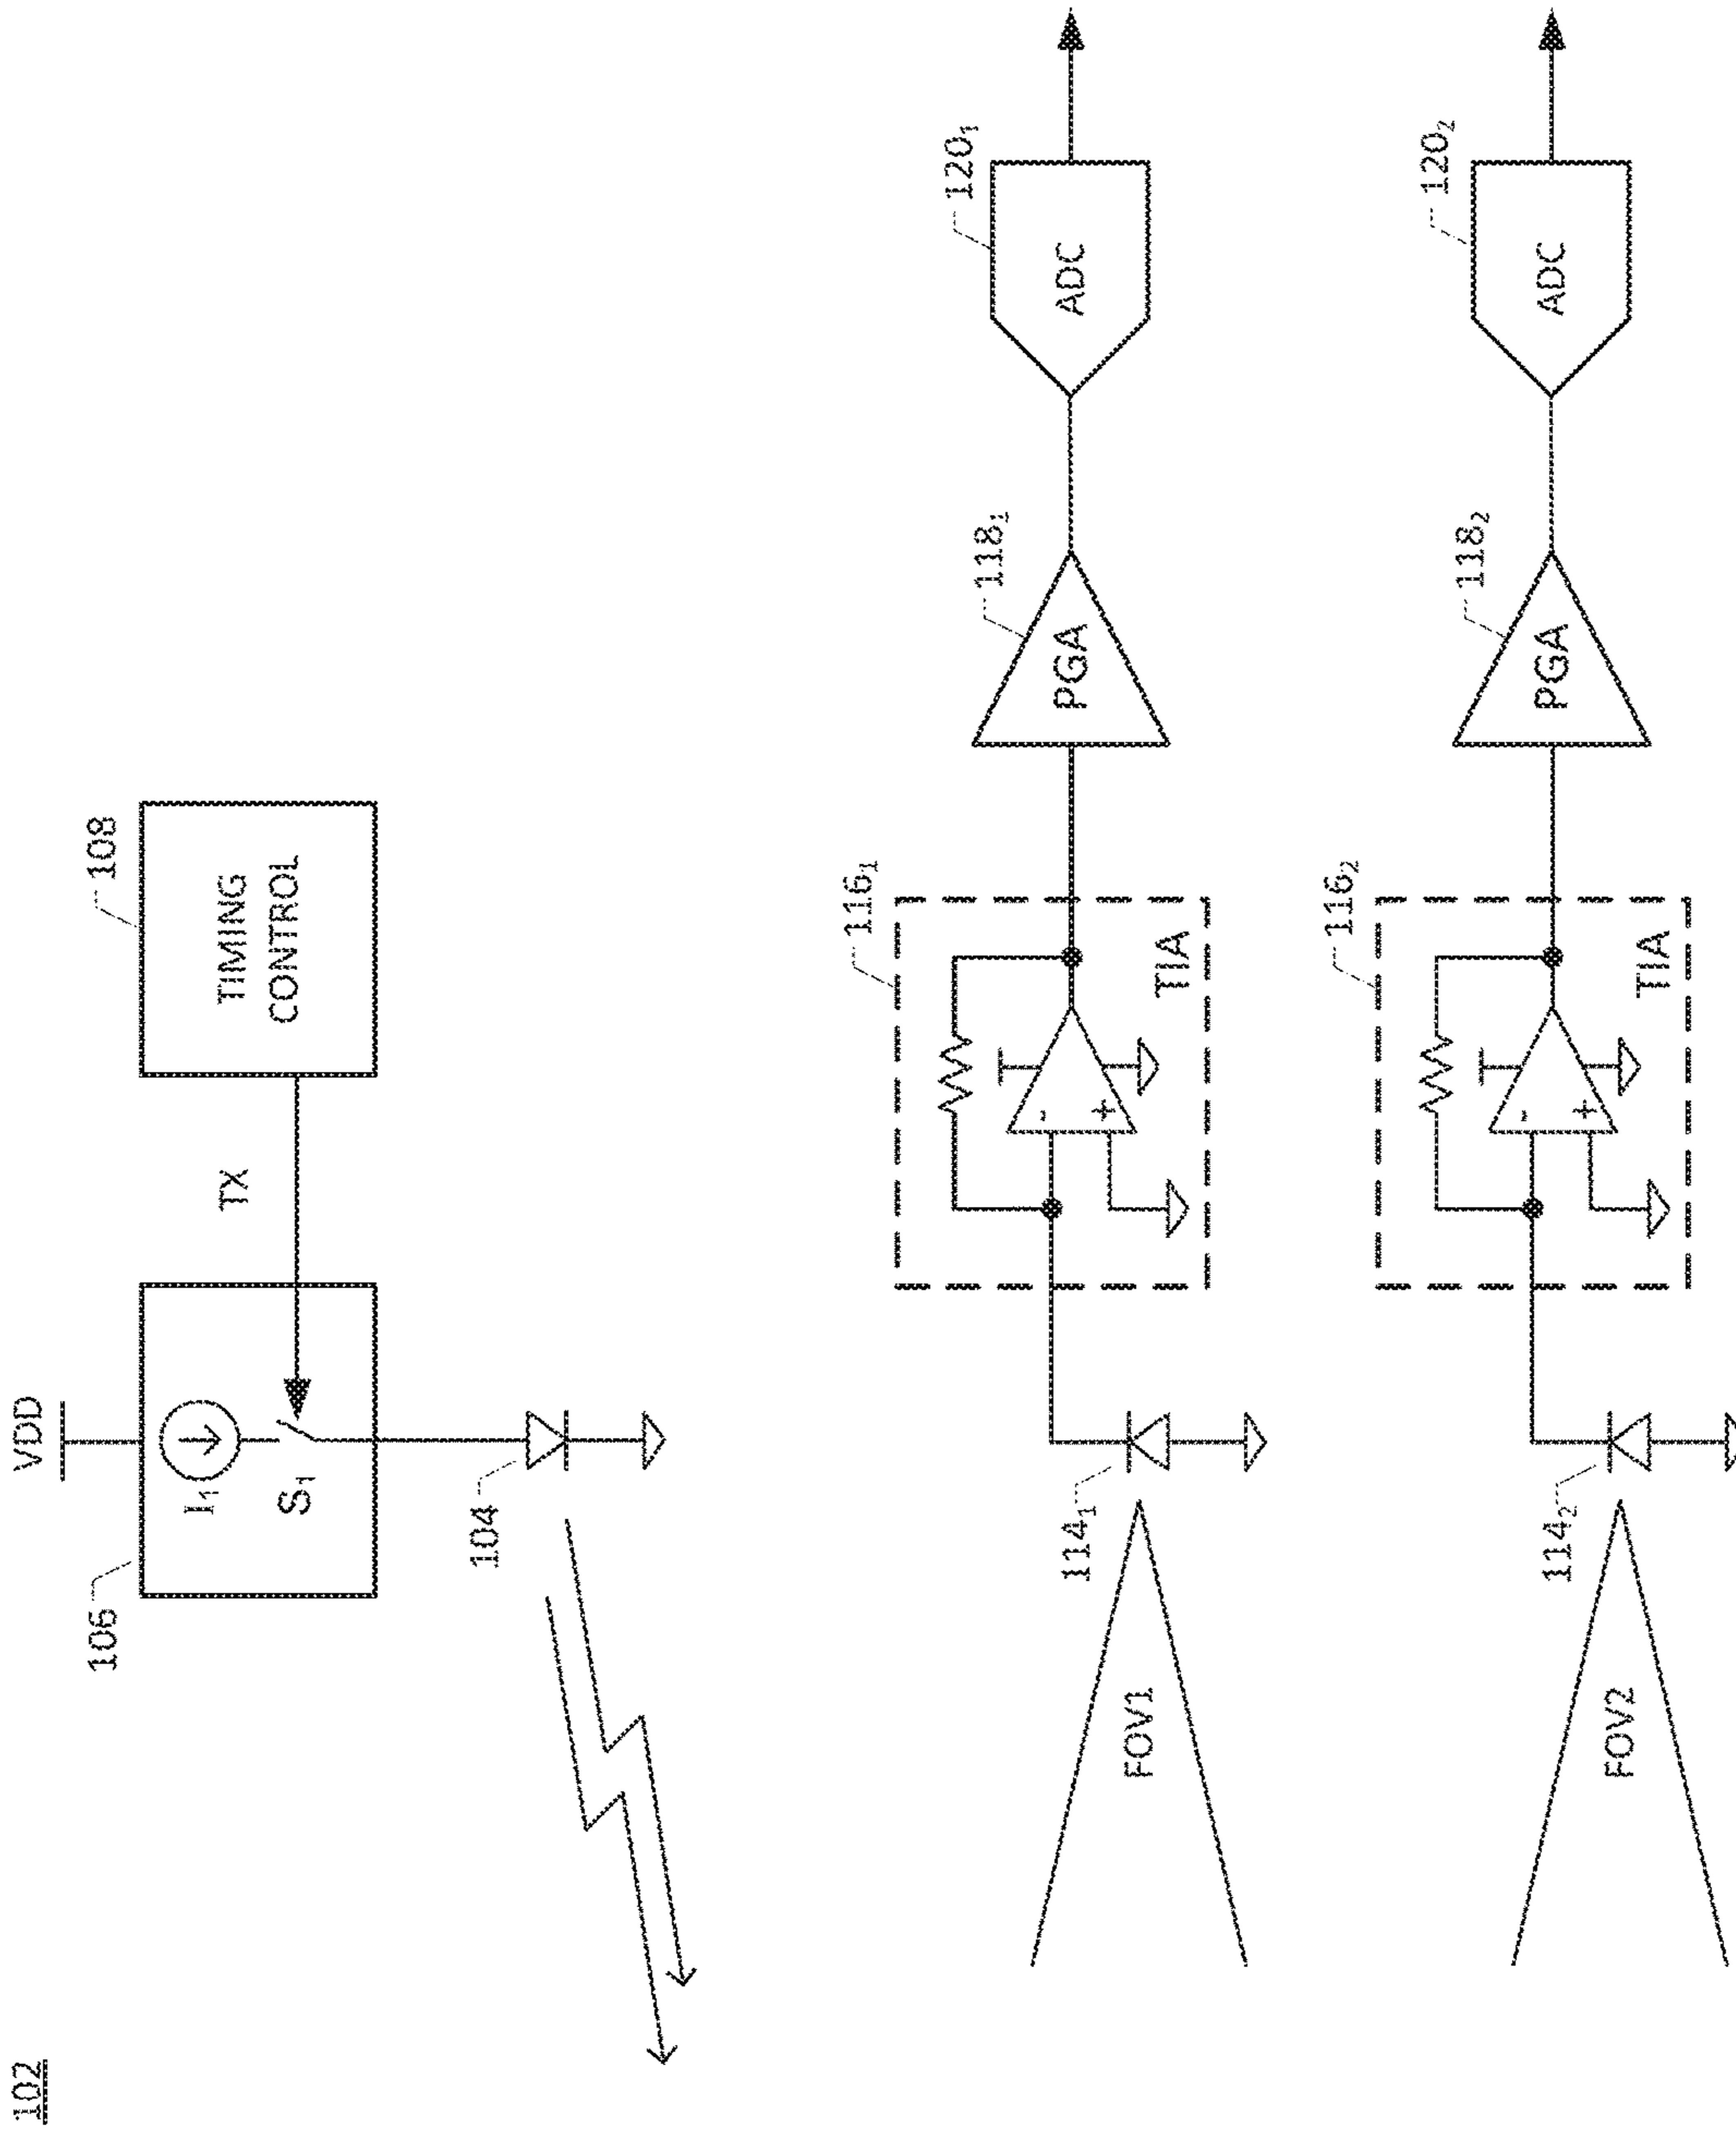 102
VDD
106
I₁
S₁
TX
108
TIMING
CONTROL
104
FOV1
114₁
116₁
-
+
TIA
118₁
PGA
120₁
ADC
FOV2
114₂
116₂
-
+
TIA
118₂
PGA
120₂
ADC